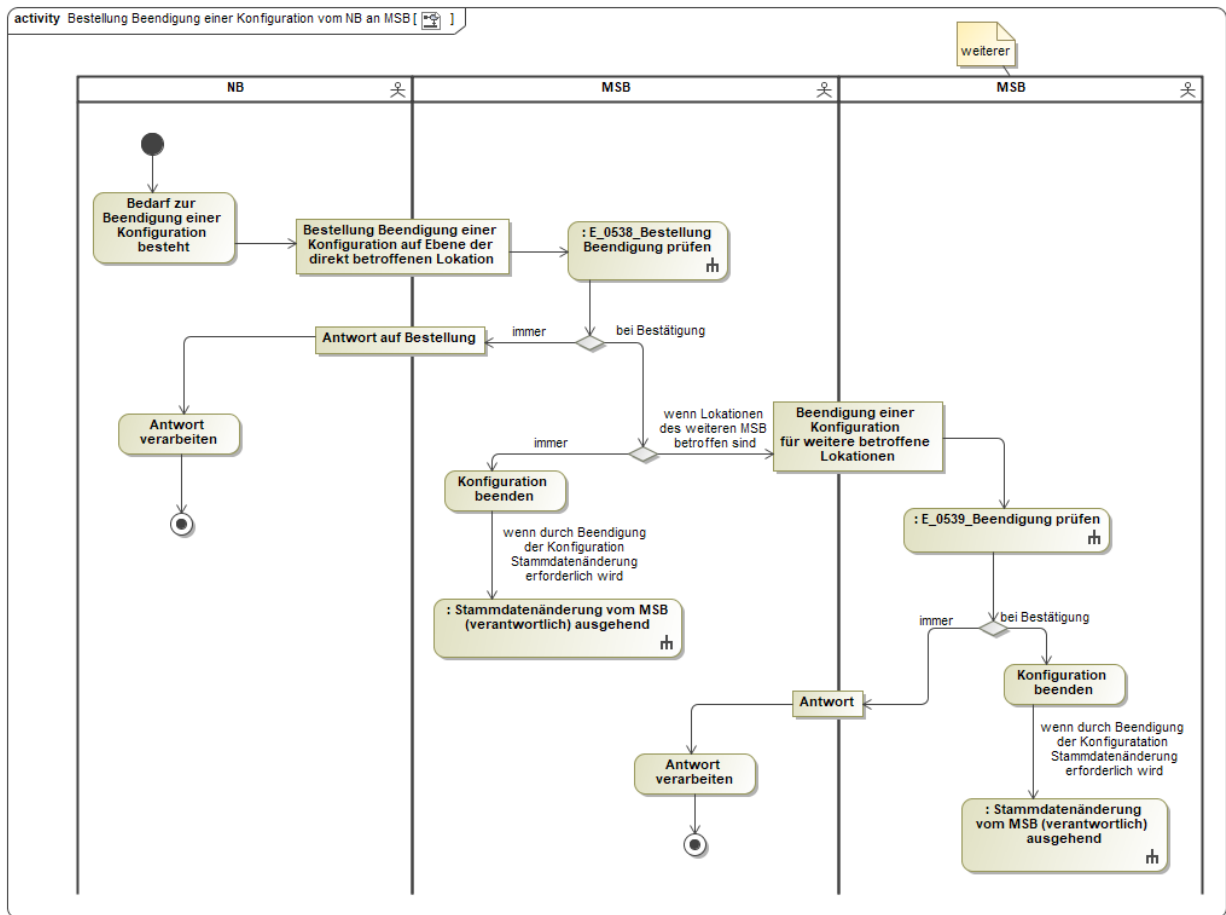 activity Bestellung Beendigung einer Konfiguration vom NB an MSB [ ]
weiterer
NB
MSB
MSB
Bedarf zur
Beendigung einer
Konfiguration
besteht
Bestellung Beendigung einer
Konfiguration auf Ebene der
direkt betroffenen Lokation
: E_0538_Bestellung
Beendigung prüfen
Antwort auf Bestellung
immer
bei Bestätigung
Antwort
verarbeiten
wenn Lokationen
des weiteren MSB
betroffen sind
Beendigung einer
Konfiguration
für weitere betroffene
Lokationen
immer
Konfiguration
beenden
: E_0539_Beendigung prüfen
wenn durch Beendigung
der Konfiguration
Stammdatenänderung
erforderlich wird
: Stammdatenänderung vom MSB
(verantwortlich) ausgehend
immer
bei Bestätigung
Konfiguration
beenden
Antwort
wenn durch Beendigung
der Konfiguratation
Stammdatenänderung
erforderlich wird
Antwort
verarbeiten
: Stammdatenänderung
vom MSB (verantwortlich)
ausgehend